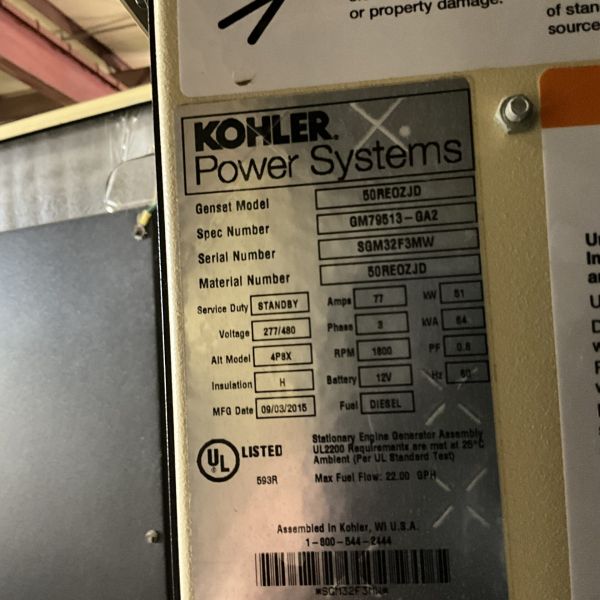 or property damage.
of stan
source
KOHLER.
Power Systems
Genset Model 50REOZJD
Spec Number GM79513-GA2
Serial Number SGM32F3MW
Material Number 50REOZJD
Service Duty STANDBY Amps 77 kW 61
Voltage 277/480 Phase 3 kVA 64
Alt Model 4P8X RPM 1800 PF 0.8
Insulation H Battery 12V Hz 60
MFG Date 09/03/2015 Fuel DIESEL
UL LISTED
593R
Stationary Engine Generator Assembly
UL2200 Requirements are met at 25°C
Ambient (Per UL Standard Test)
Max Fuel Flow: 22.00 GPH
Assembled in Kohler, WI U.S.A.
1-800-544-2444
*SGM32F3MW*